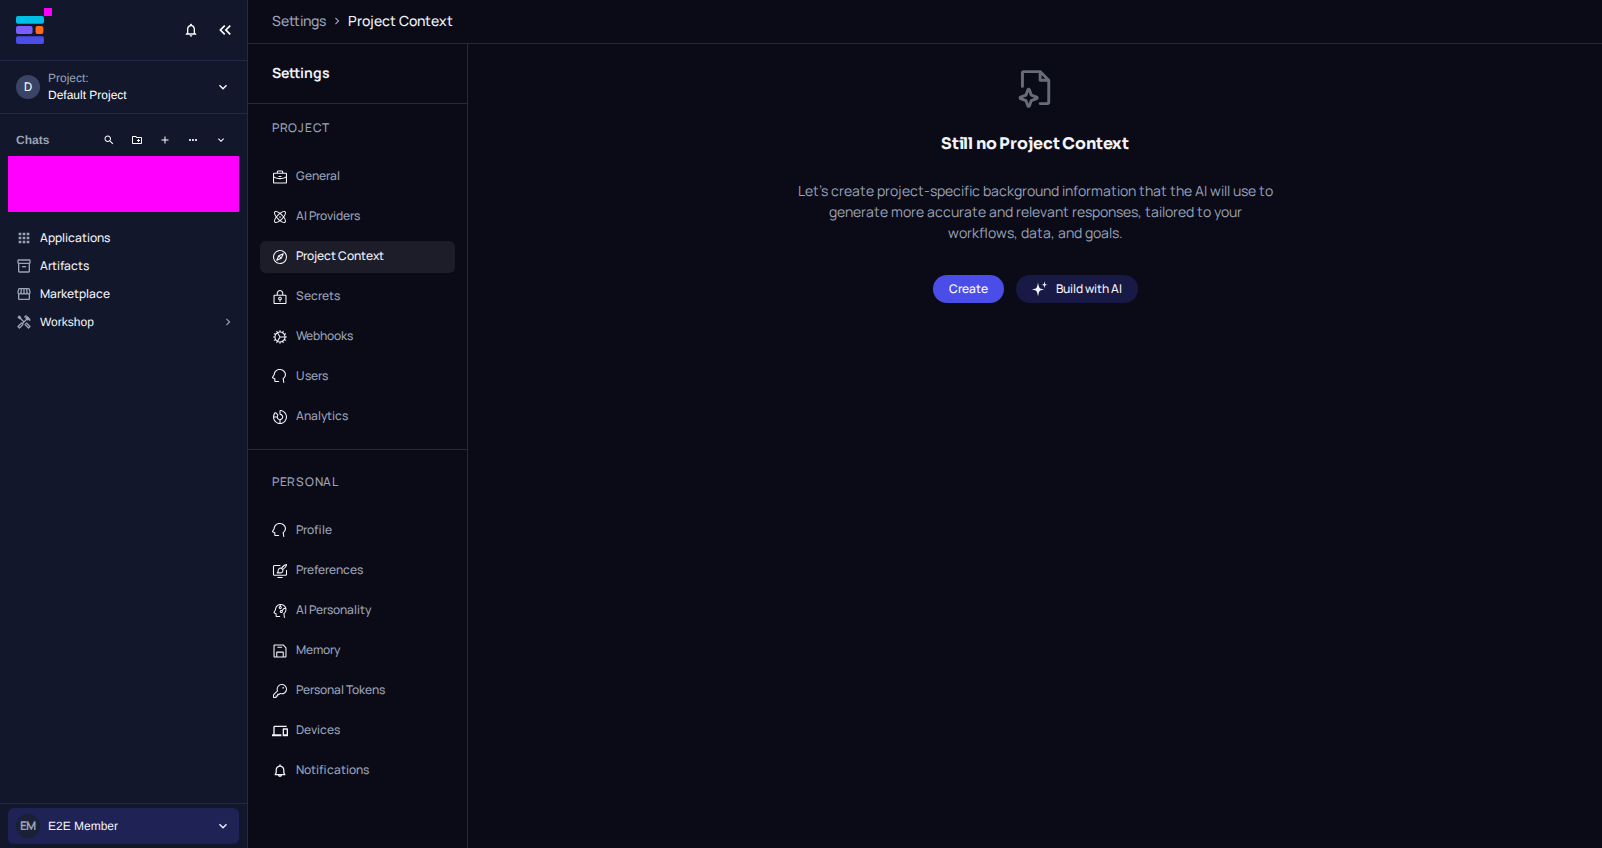 Settings > Project Context
Project:
D
Default Project
Chats
Applications
Artifacts
Marketplace
Workshop
EM E2E Member
Settings
PROJECT
General
AI Providers
Project Context
Secrets
Webhooks
Users
Analytics
PERSONAL
Profile
Preferences
AI Personality
Memory
Personal Tokens
Devices
Notifications
Still no Project Context
Let's create project-specific background information that the AI will use to
generate more accurate and relevant responses, tailored to your
workflows, data, and goals.
Create
Build with AI